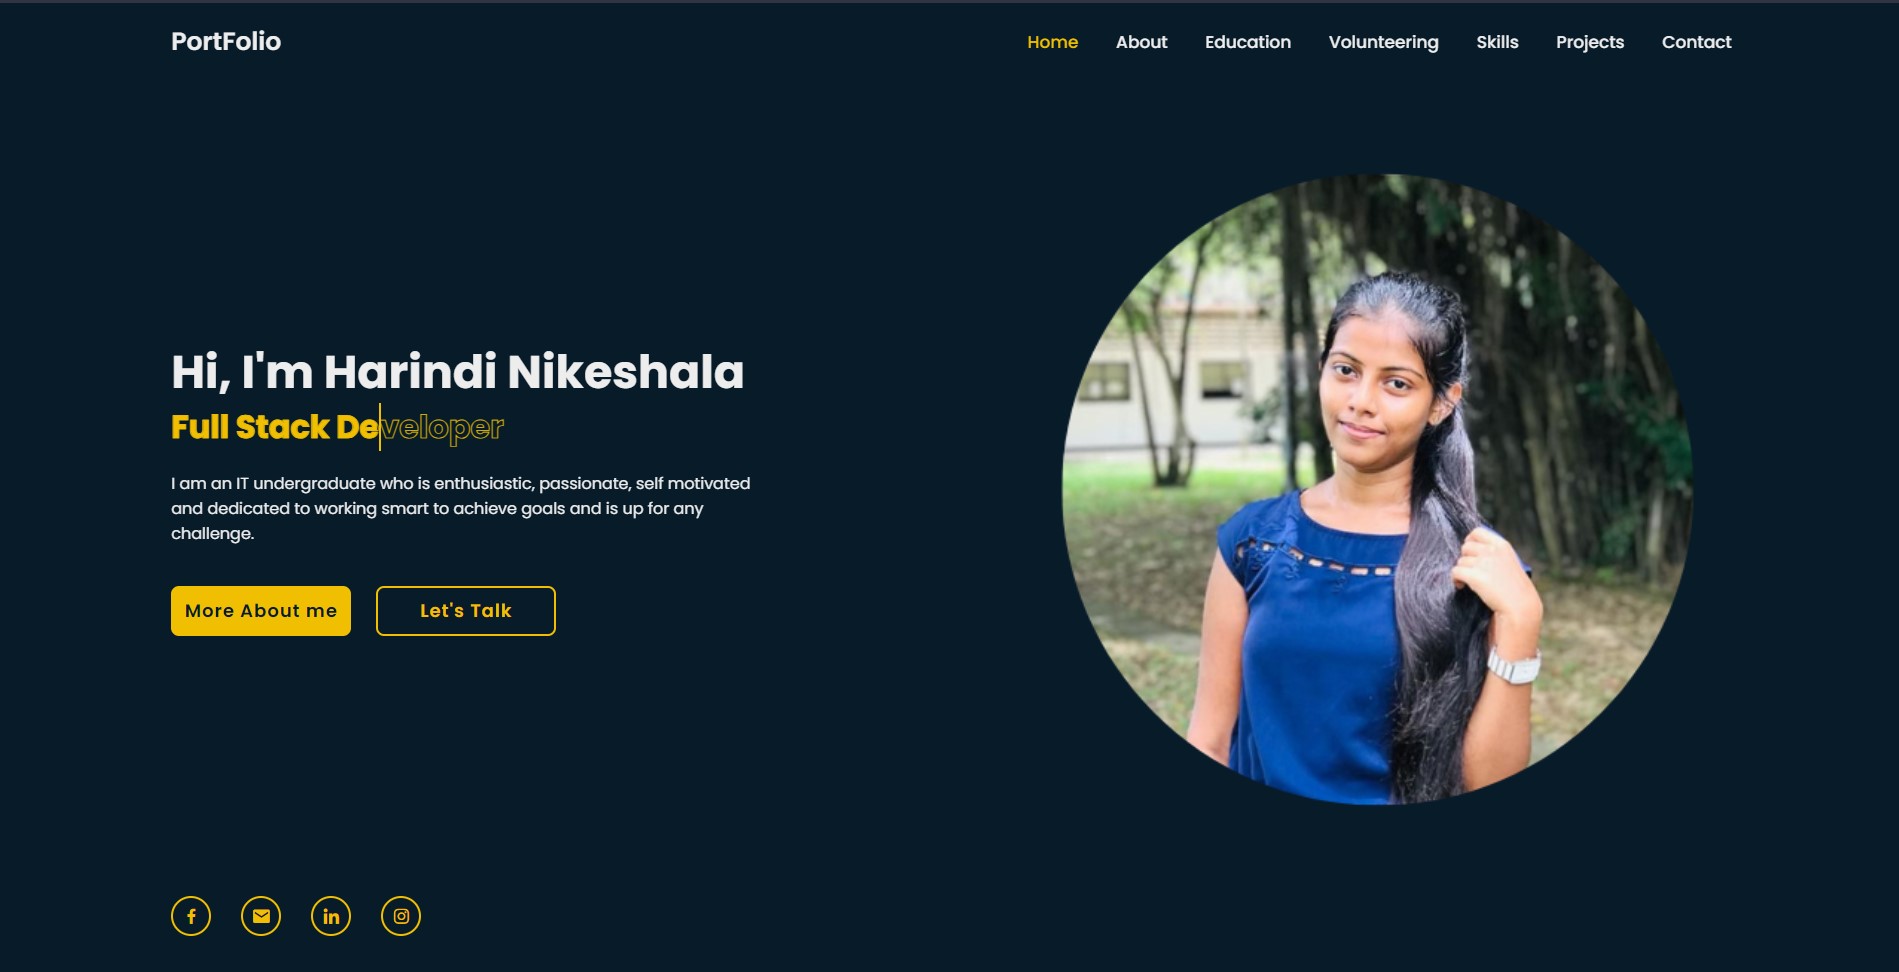 PortFolio
Home About Education Volunteering Skills Projects Contact
Hi, I'm Harindi Nikeshala
Full Stack Developer
I am an IT undergraduate who is enthusiastic, passionate, self motivated
and dedicated to working smart to achieve goals and is up for any
challenge.
More About me
Let's Talk